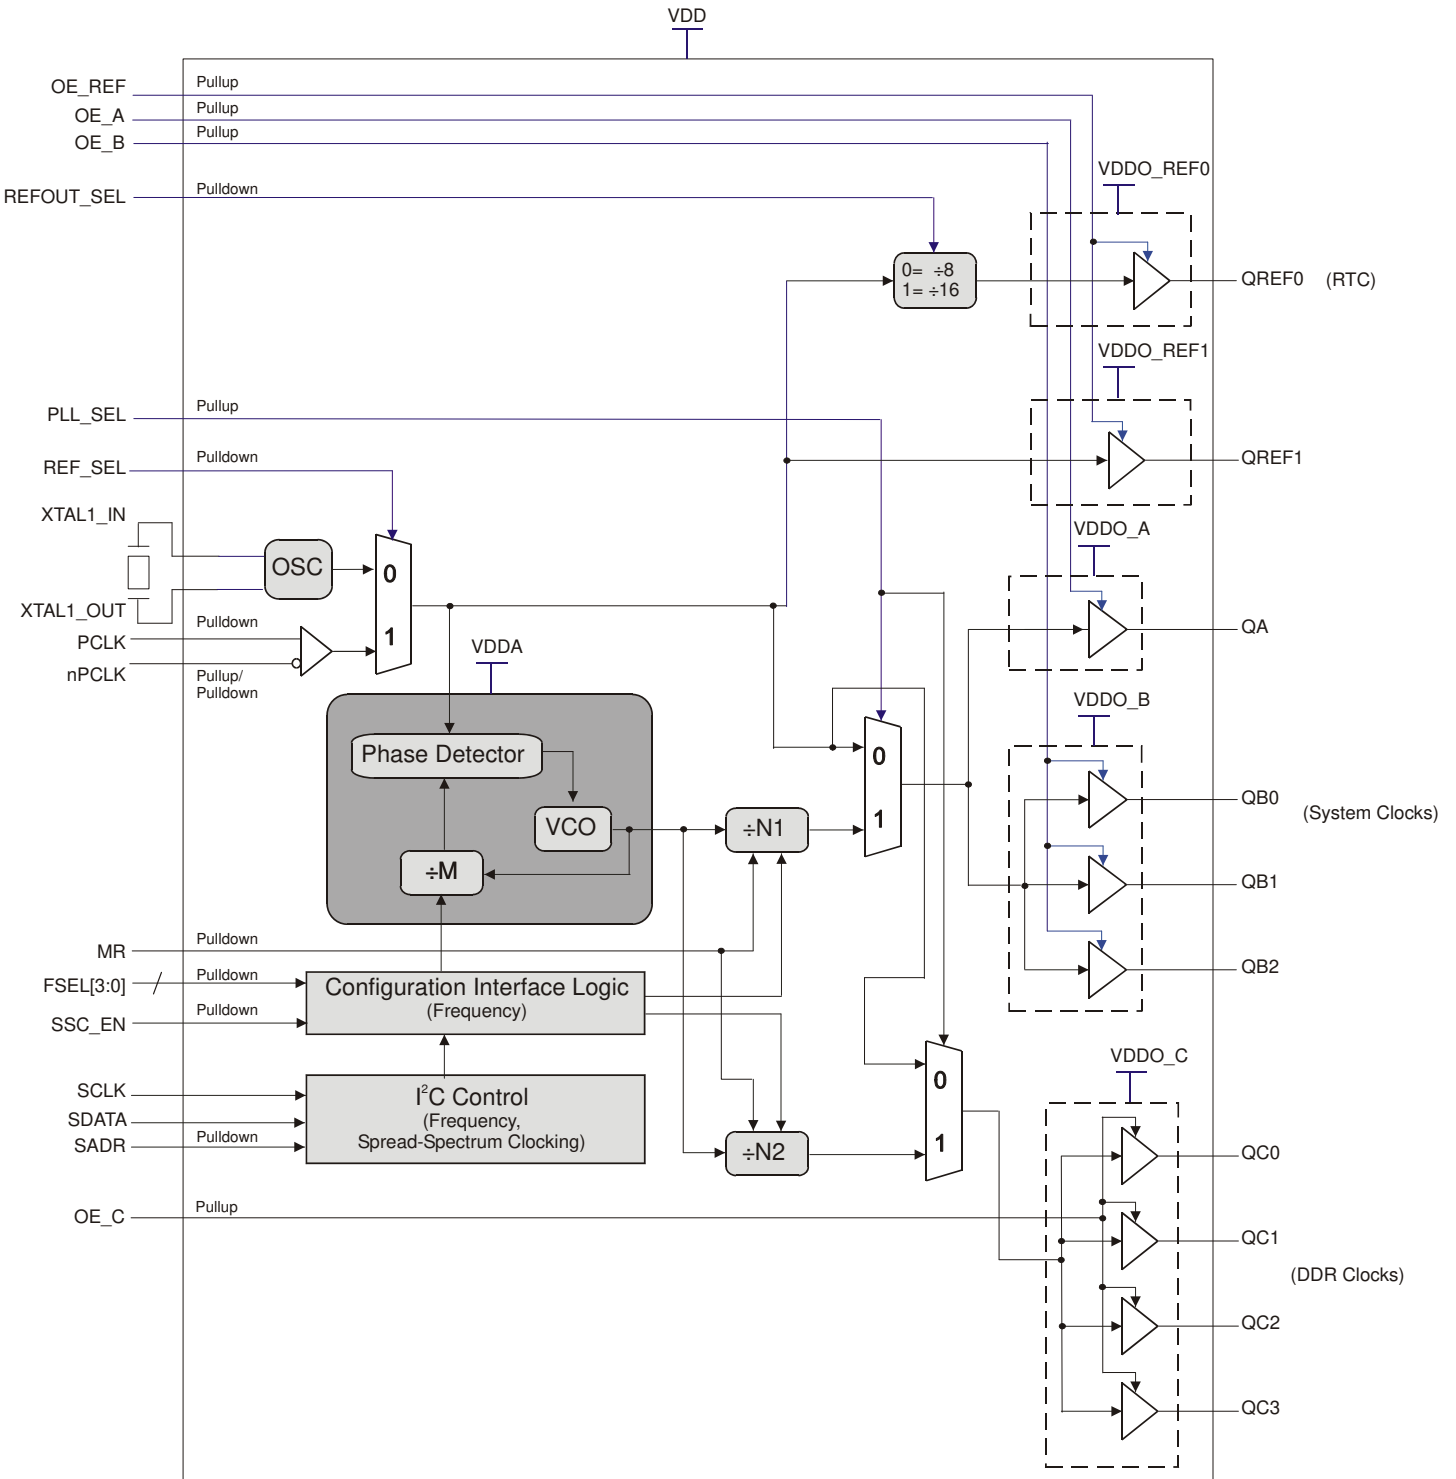 VDD
OE_REF
Pullup
OE_A
Pullup
OE_B
Pullup
VDDO_REF0
REFOUT_SEL
Pulldown
0= ÷8
1= ÷16
QREF0 (RTC)
VDDO_REF1
PLL_SEL
Pullup
REF_SEL
Pulldown
QREF1
XTAL1_IN
VDDO_A
OSC
0
XTAL1_OUT
Pulldown
PCLK
1
QA
nPCLK
Pullup/
Pulldown
VDDA
VDDO_B
Phase Detector
0
QB0
(System Clocks)
VCO
÷N1
1
÷M
QB1
MR
Pulldown
QB2
FSEL[3:0]
Pulldown
Configuration Interface Logic
(Frequency)
SSC_EN
Pulldown
VDDO_C
SCLK
I²C Control
0
SDATA
(Frequency,
SADR
Pulldown
Spread-Spectrum Clocking)
÷N2
1
QC0
OE_C
Pullup
QC1
(DDR Clocks)
QC2
QC3